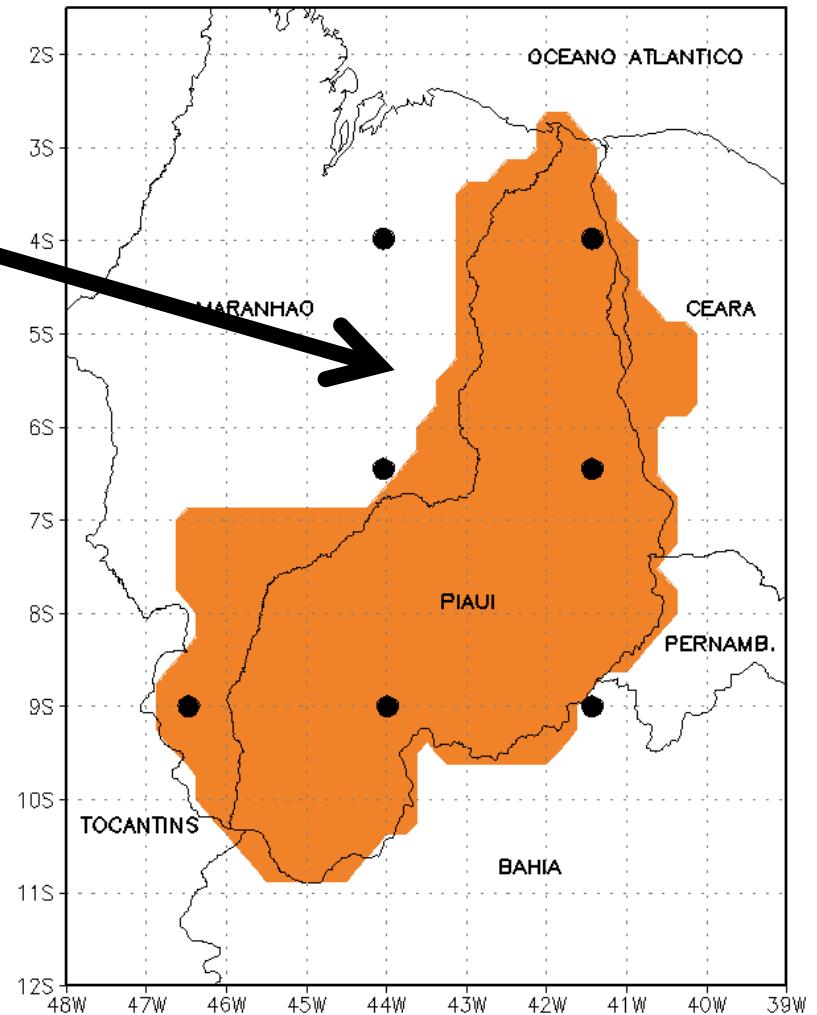 2S
OCEANO ATLANTICO
3S
4S
MARANHAO
CEARA
5S
6S
7S
PIAUI
8S
PERNAMB.
9S
10S
TOCANTINS
BAHIA
11S
12S
48W 47W 46W 45W 44W 43W 42W 41W 40W 39W